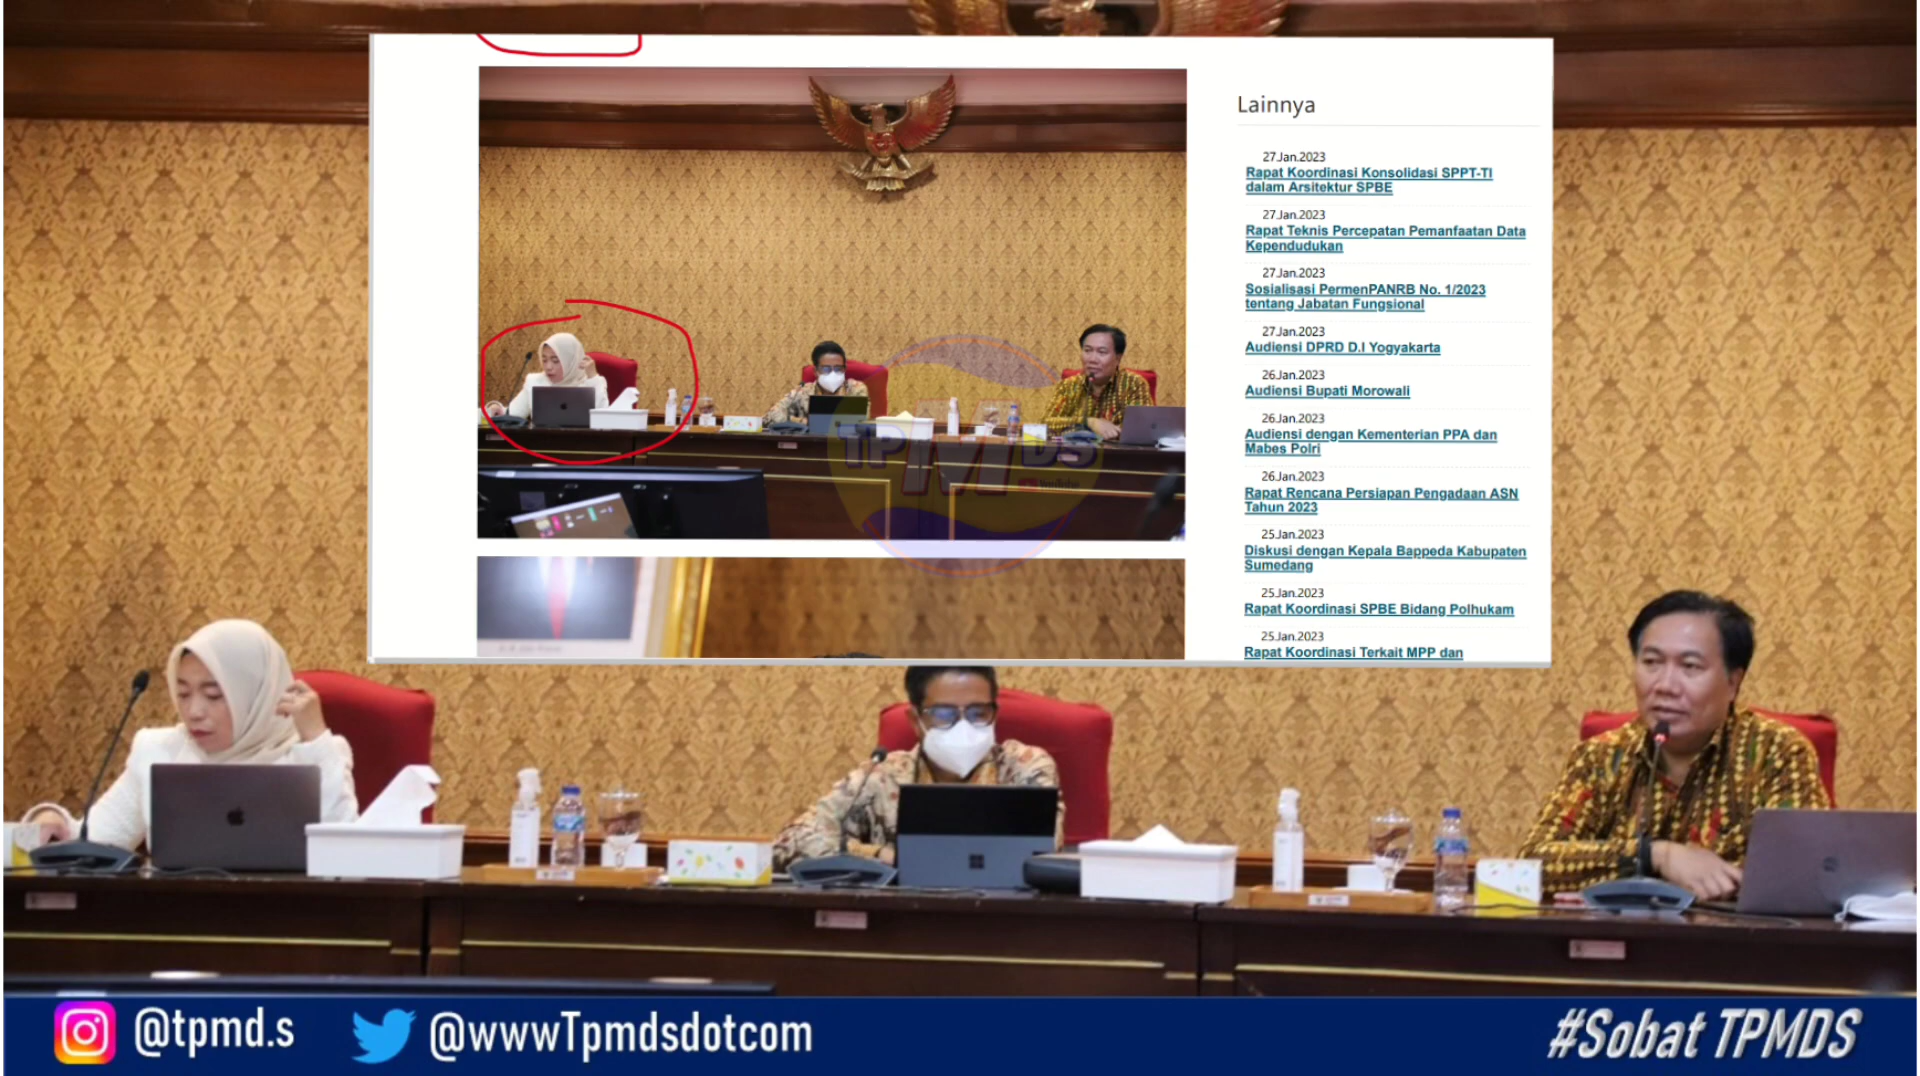 Lainnya
27.Jan.2023
Rapat Koordinasi Konsolidasi SPPT-TI
dalam Arsitektur SPBE
27.Jan.2023
Rapat Teknis Percepatan Pemanfaatan Data
Kependudukan
27.Jan.2023
Sosialisasi PermenPANRB No. 1/2023
tentang Jabatan Fungsional
27.Jan.2023
Audiensi DPRD D.I Yogyakarta
26.Jan.2023
Audiensi Bupati Morowali
26.Jan.2023
Audiensi dengan Kementerian PPA dan
Mabes Polri
26.Jan.2023
Rapat Rencana Persiapan Pengadaan ASN
Tahun 2023
25.Jan.2023
Diskusi dengan Kepala Bappeda Kabupaten
Sumedang
25.Jan.2023
Rapat Koordinasi SPBE Bidang Polhukam
25.Jan.2023
Rapat Koordinasi Terkait MPP dan
TPM.DS
YouTube
@tpmd.s
@wwwTpmdsdotcom
#Sobat TPMDS